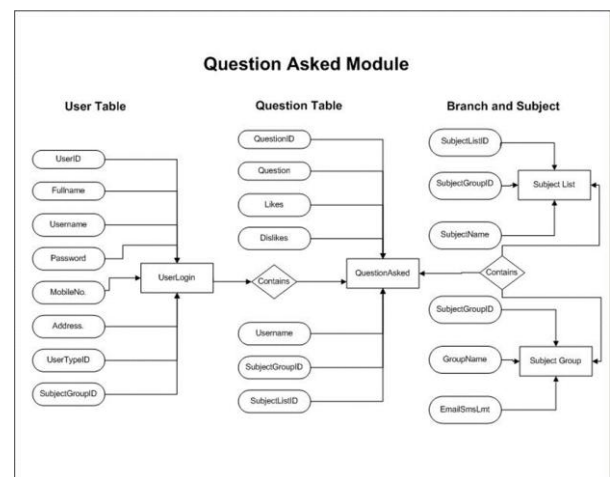 Question Asked Module
User Table
Question Table
Branch and Subject
UserID
Fullname
Username
Password
MobileNo.
Address.
UserTypeID
SubjectGroupID
UserLogin
Contains
QuestionID
Question
Likes
Dislikes
QuestionAsked
Username
SubjectGroupID
SubjectListID
SubjectListID
SubjectGroupID
SubjectName
Subject List
Contains
SubjectGroupID
GroupName
EmailSmsLmt
Subject Group